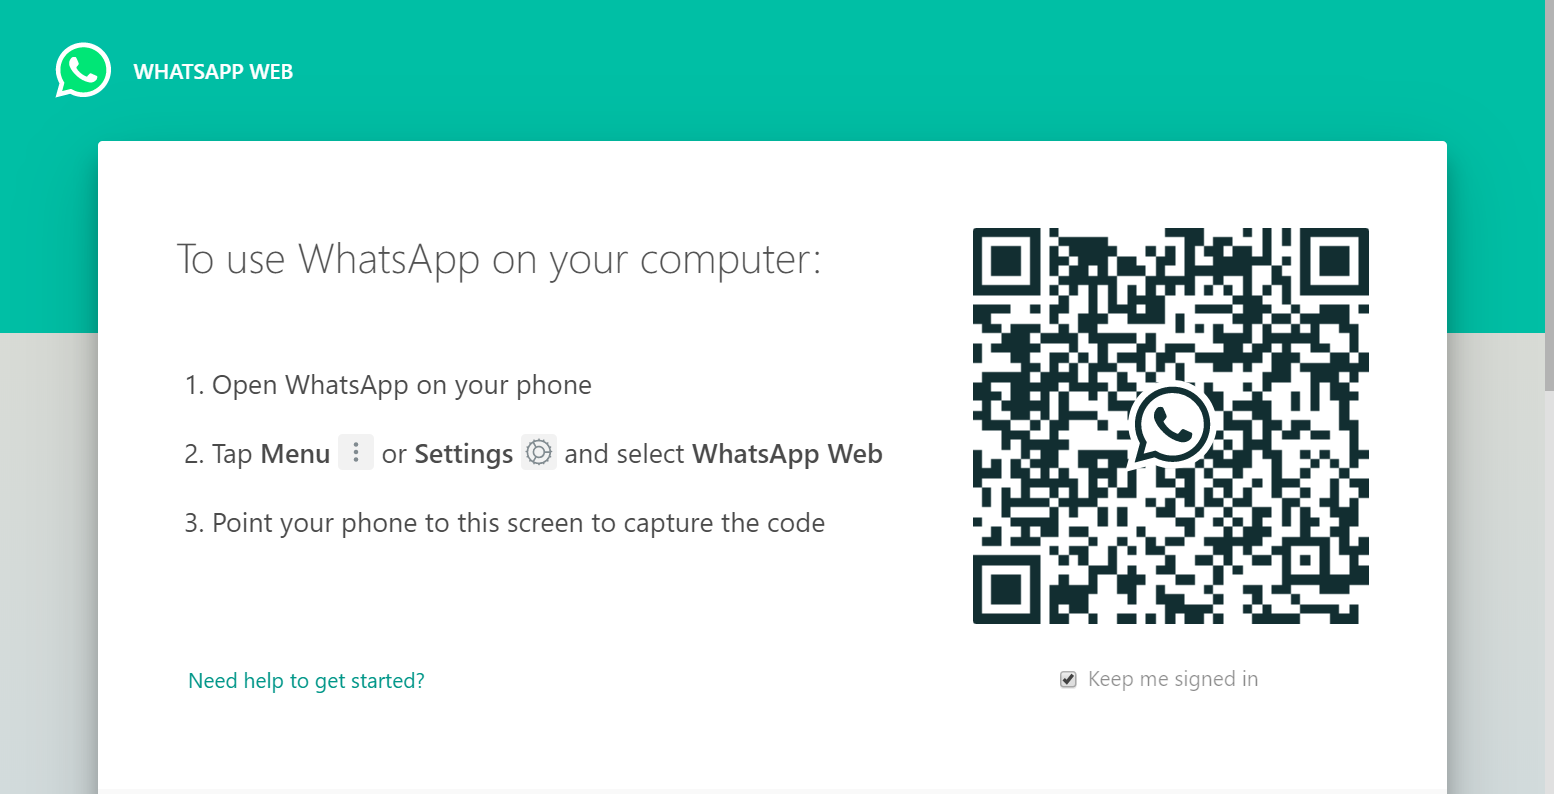 WHATSAPP WEB
To use WhatsApp on your computer:
1. Open WhatsApp on your phone
2. Tap Menu or Settings and select WhatsApp Web
3. Point your phone to this screen to capture the code
Need help to get started?
Keep me signed in